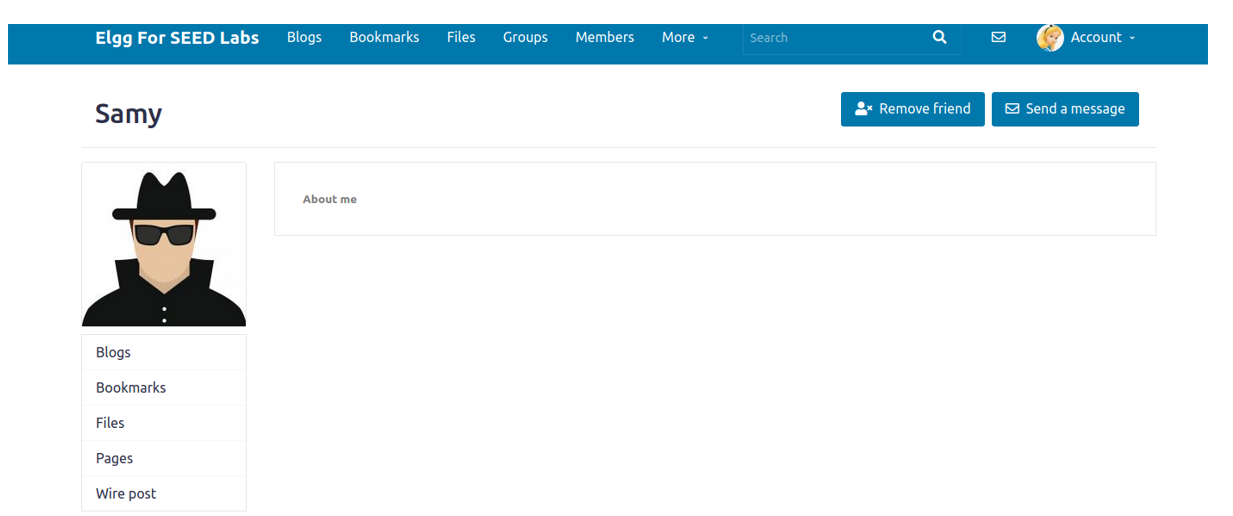 Elgg For SEED Labs Blogs Bookmarks Files Groups Members More Search Account
Samy Remove friend Send a message
About me
Blogs
Bookmarks
Files
Pages
Wire post